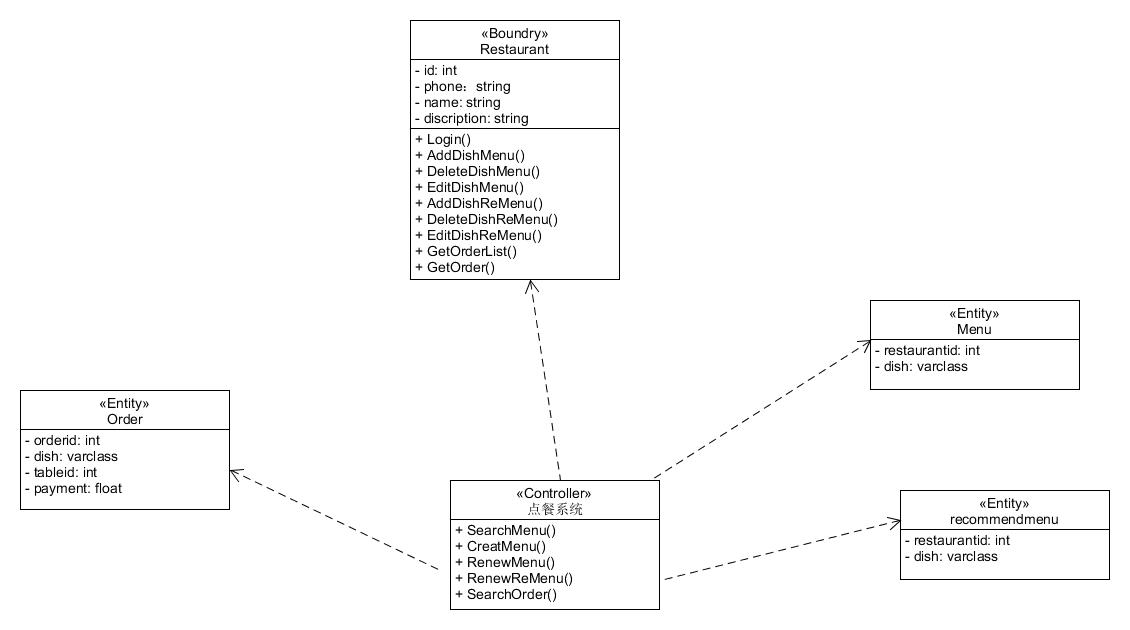 «Boundry»
Restaurant
- id: int
- phone：string
- name: string
- discription: string
+ Login()
+ AddDishMenu()
+ DeleteDishMenu()
+ EditDishMenu()
+ AddDishReMenu()
+ DeleteDishReMenu()
+ EditDishReMenu()
+ GetOrderList()
+ GetOrder()
«Entity»
Menu
- restaurantid: int
- dish: varclass
«Entity»
Order
- orderid: int
- dish: varclass
- tableid: int
- payment: float
«Controller»
点餐系统
+ SearchMenu()
+ CreatMenu()
+ RenewMenu()
+ RenewReMenu()
+ SearchOrder()
«Entity»
recommendmenu
- restaurantid: int
- dish: varclass